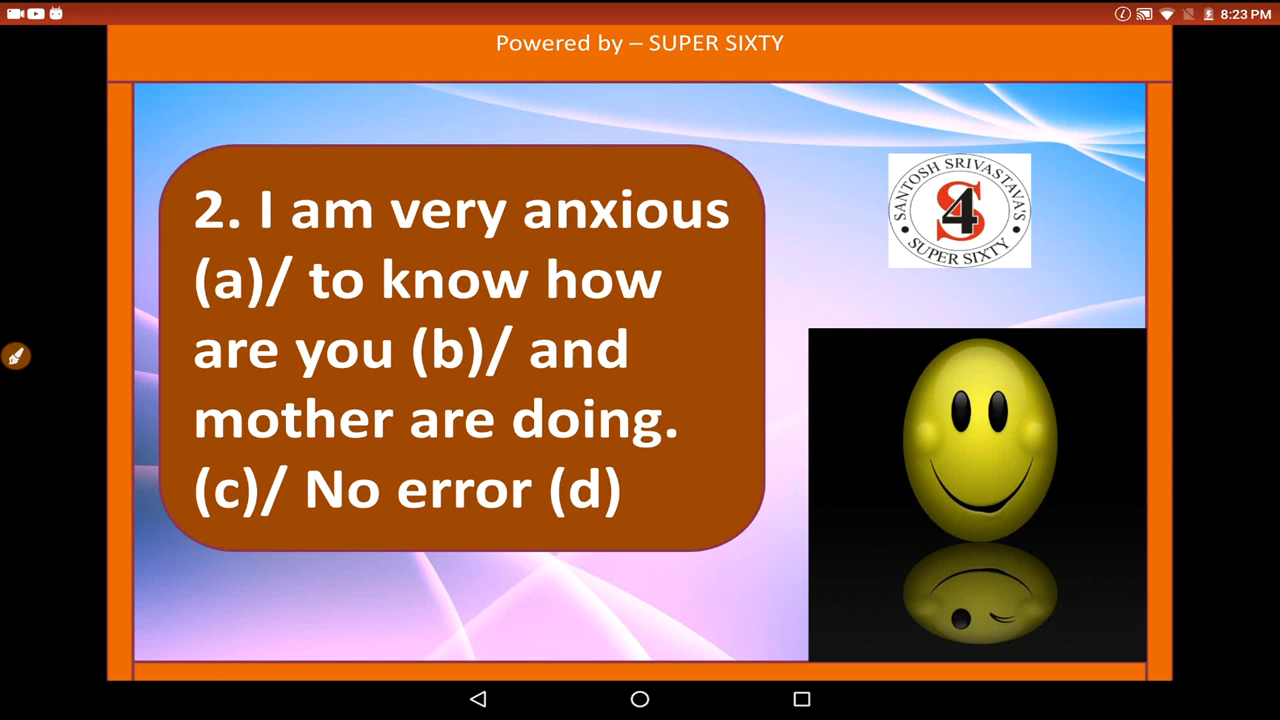 8:23 PM
Powered by – SUPER SIXTY
2. I am very anxious
(a)/ to know how
are you (b)/ and
mother are doing.
(c)/ No error (d)
SANTOSH SRIVASTAVA'S
S4
SUPER SIXTY